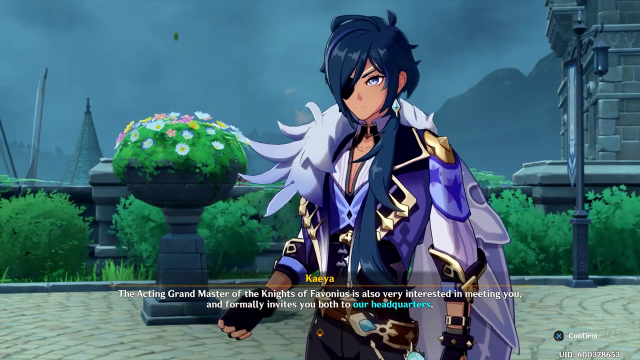 Kaeya
The Acting Grand Master of the Knights of Favonius is also very interested in meeting you,
and formally invites you both to our headquarters.
Confirm
UID: 600378653